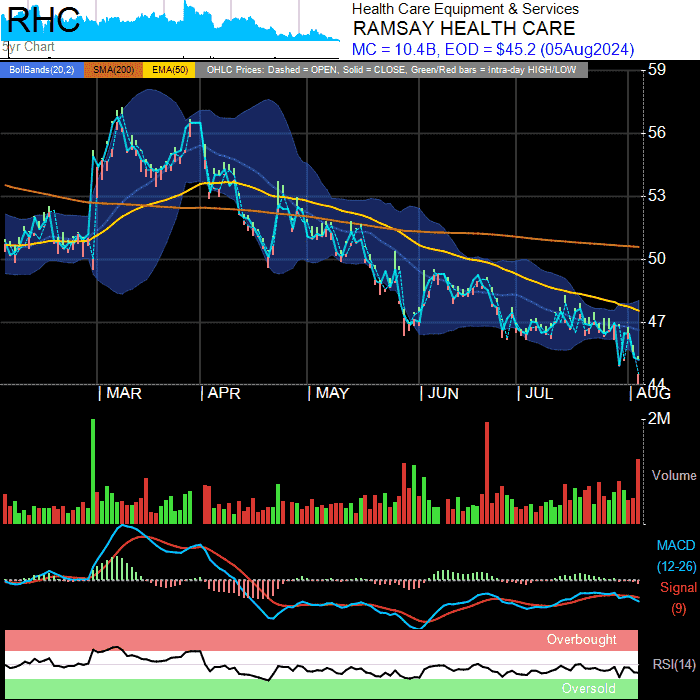 RHC
5yr Chart
Health Care Equipment & Services
RAMSAY HEALTH CARE
MC = 10.4B, EOD = $45.2 (05Aug2024)
BollBands(20,2) SMA(200) EMA(50) OHLC Prices: Dashed = OPEN, Solid = CLOSE, Green/Red bars = Intra-day HIGH/LOW
59
56
53
50
47
44
MAR APR MAY JUN JUL AUG
2M
Volume
MACD
(12-26)
Signal
(9)
Overbought
RSI(14)
Oversold